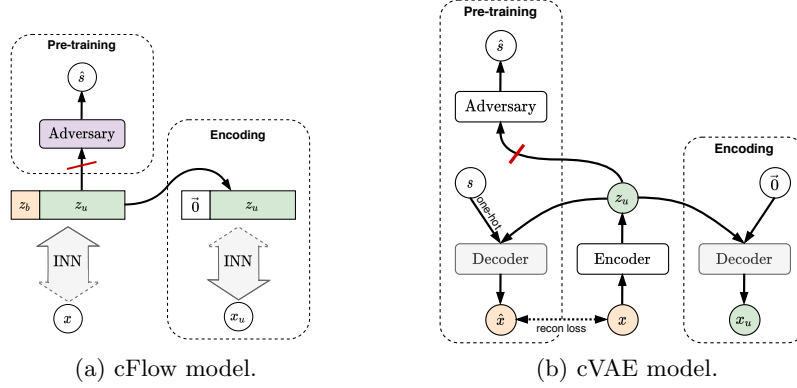 Pre-training
ŝ
Adversary
Encoding
z_b z_u
0⃗ z_u
INN
INN
x
x_u
(a) cFlow model.
Pre-training
ŝ
Adversary
Encoding
s
one-hot
z_u
0⃗
Decoder
Encoder
Decoder
x̂
recon loss
x
x_u
(b) cVAE model.